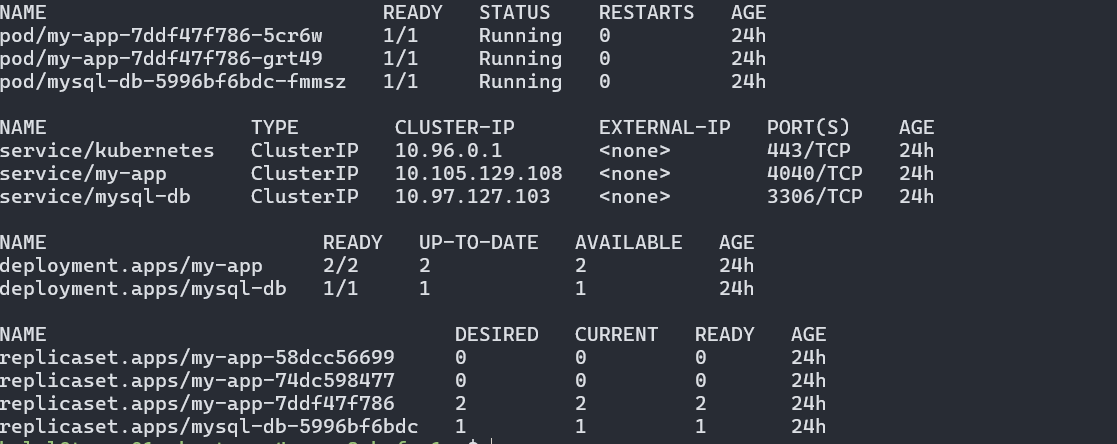 NAME READY STATUS RESTARTS AGE
pod/my-app-7ddf47f786-5cr6w 1/1 Running 0 24h
pod/my-app-7ddf47f786-grt49 1/1 Running 0 24h
pod/mysql-db-5996bf6bdc-fmmsz 1/1 Running 0 24h
NAME TYPE CLUSTER-IP EXTERNAL-IP PORT(S) AGE
service/kubernetes ClusterIP 10.96.0.1 <none> 443/TCP 24h
service/my-app ClusterIP 10.105.129.108 <none> 4040/TCP 24h
service/mysql-db ClusterIP 10.97.127.103 <none> 3306/TCP 24h
NAME READY UP-TO-DATE AVAILABLE AGE
deployment.apps/my-app 2/2 2 2 24h
deployment.apps/mysql-db 1/1 1 1 24h
NAME DESIRED CURRENT READY AGE
replicaset.apps/my-app-58dcc56699 0 0 0 24h
replicaset.apps/my-app-74dc598477 0 0 0 24h
replicaset.apps/my-app-7ddf47f786 2 2 2 24h
replicaset.apps/mysql-db-5996bf6bdc 1 1 1 24h